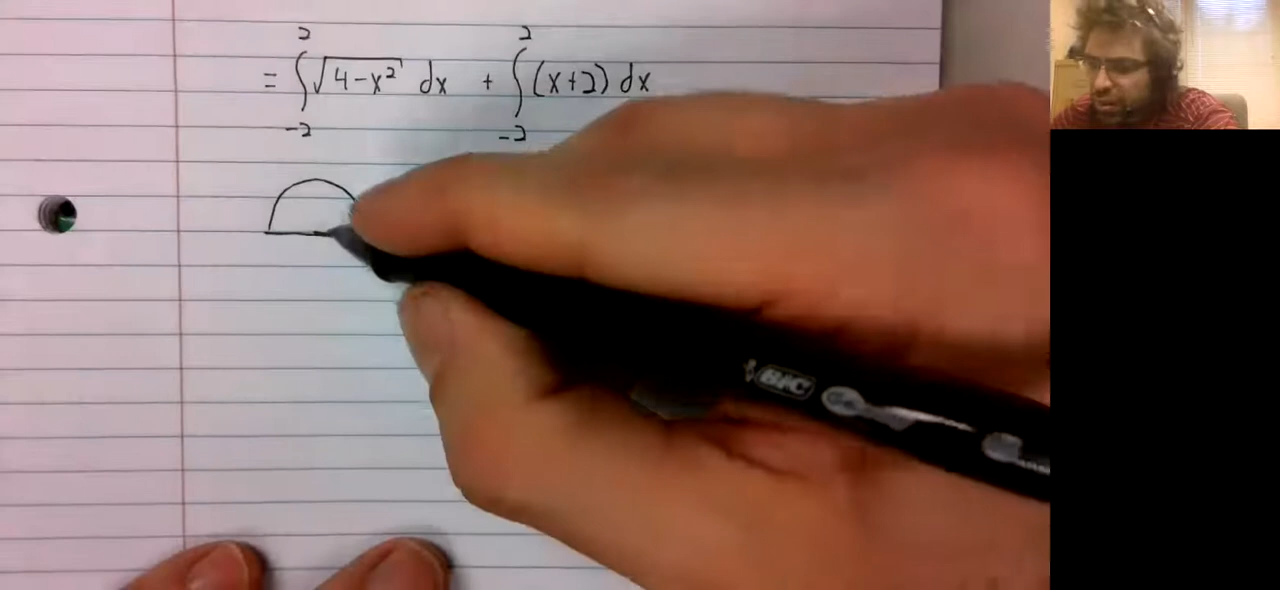 = ∫_{-2}^{2} √(4-x²) dx + ∫_{-2}^{2} (x+2) dx
BIC